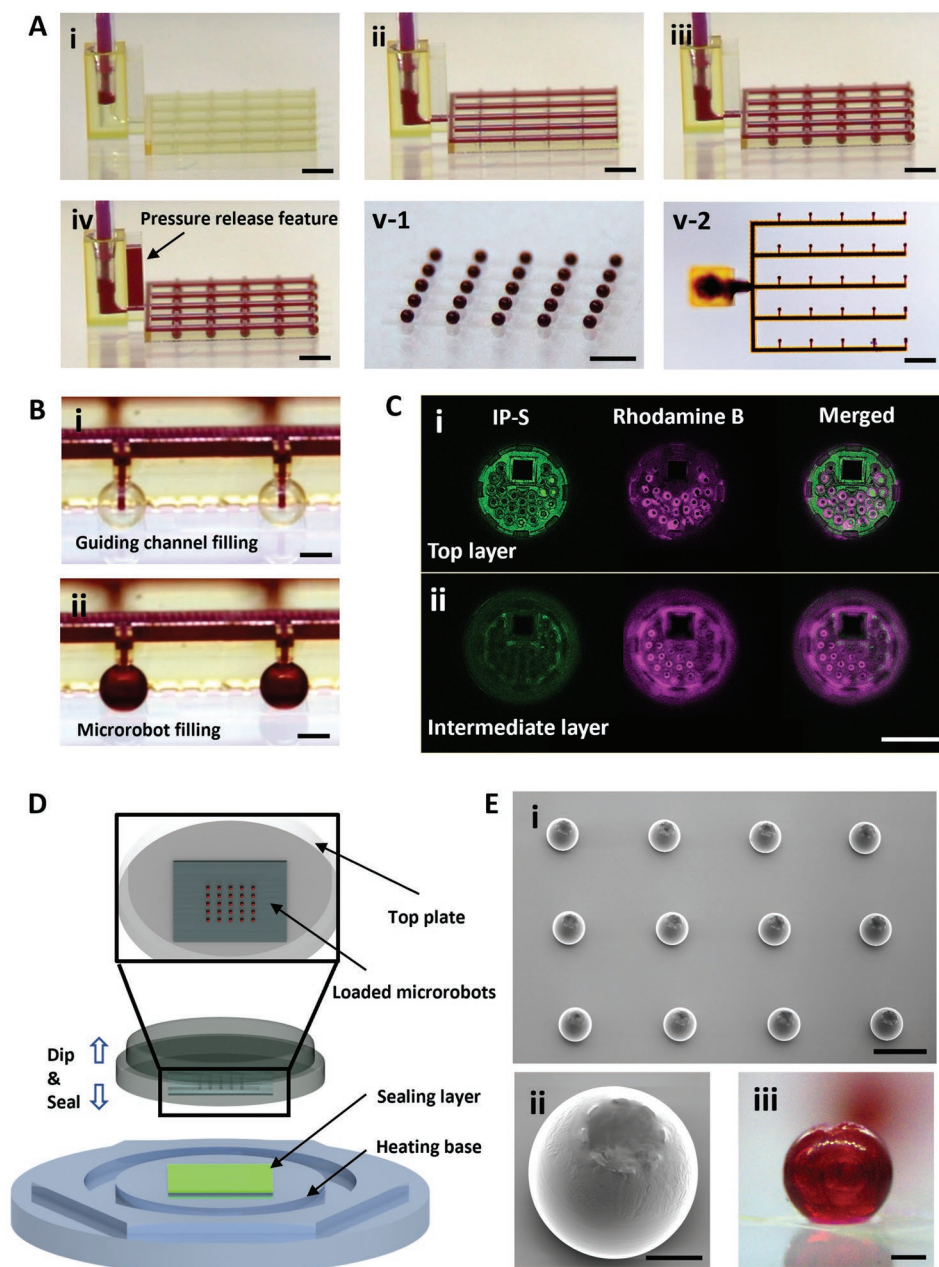 A
i
ii
iii
iv
Pressure release feature
v-1
v-2
B
i
Guiding channel filling
ii
Microrobot filling
C
i
IP-S
Rhodamine B
Merged
Top layer
ii
Intermediate layer
D
Top plate
Loaded microrobots
Dip
&
Seal
Sealing layer
Heating base
E
i
ii
iii